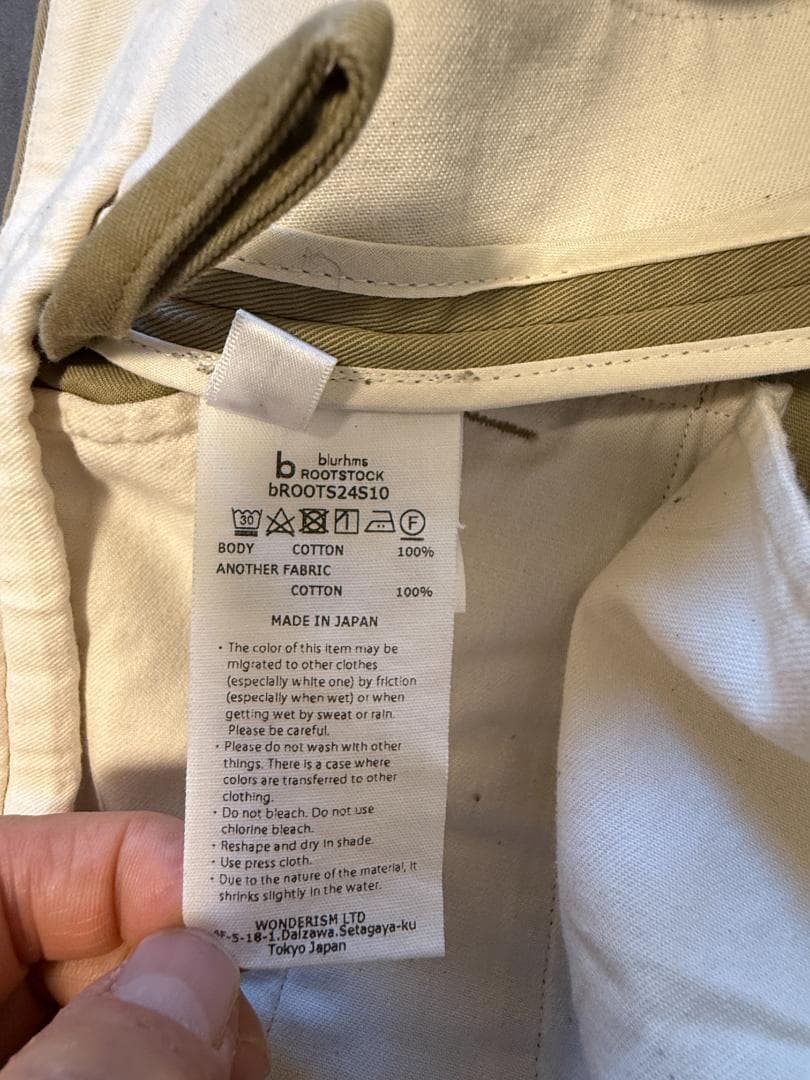 b blurhms
ROOTSTOCK
bROOTS24S10
30 F
BODY COTTON 100%
ANOTHER FABRIC
COTTON 100%
MADE IN JAPAN
・The color of this item may be
migrated to other clothes
(especially white one) by friction
(especially when wet) or when
getting wet by sweat or rain.
Please be careful.
・Please do not wash with other
things. There is a case where
colors are transferred to other
clothing.
・Do not bleach. Do not use
chlorine bleach.
・Reshape and dry in shade.
・Use press cloth.
・Due to the nature of the material, it
shrinks slightly in the water.
WONDERISM LTD
-5-18-1.Daizawa.Setagaya-ku
Tokyo Japan